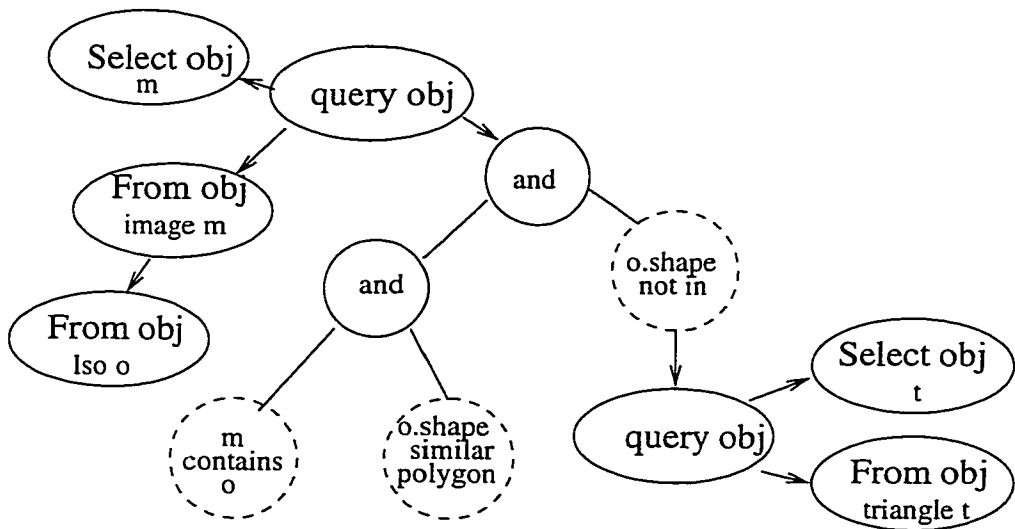 Select obj
m
query obj
and
From obj
image m
o.shape
not in
and
From obj
lso o
Select obj
t
query obj
m
contains
o
o.shape
similar
polygon
From obj
triangle t